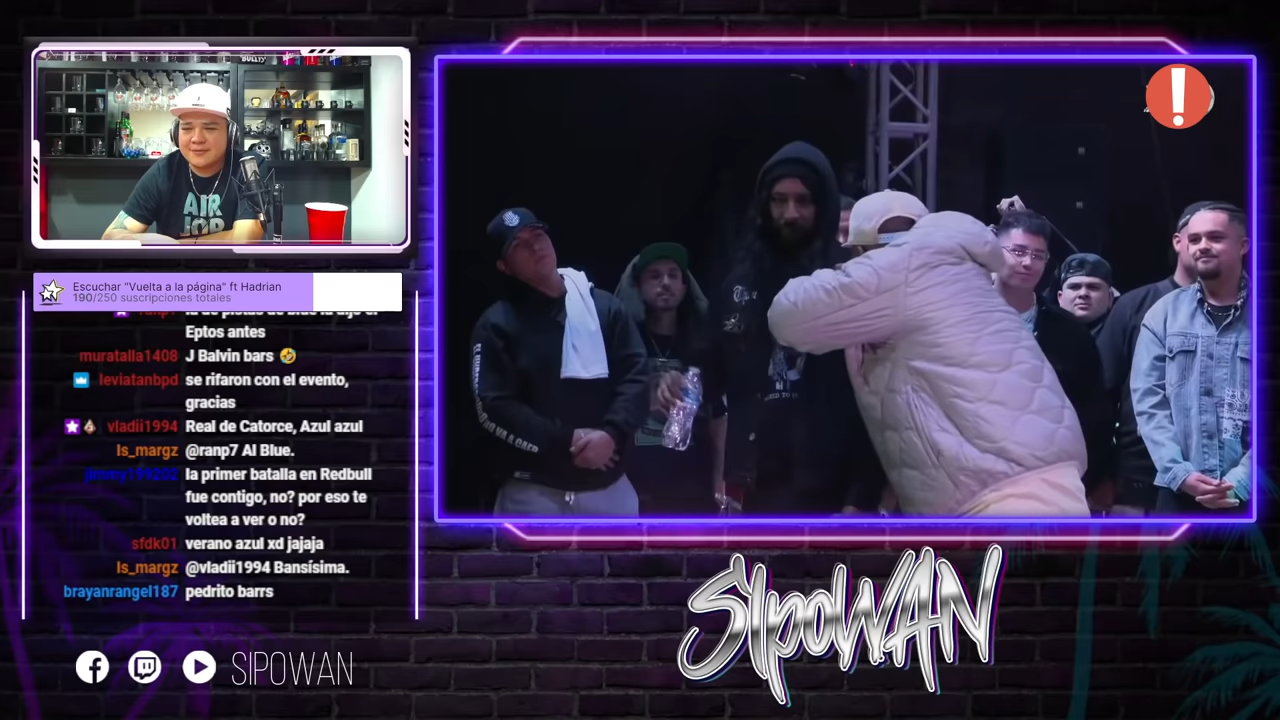 BULLY
AIR
JOR
Escuchar "Vuelta a la página" ft Hadrian
190/250 suscripciones totales
Eptos antes
muratalla1408 J Balvin bars 🤣
leviatanbpd se rifaron con el evento,
gracias
vladii1994 Real de Catorce, Azul azul
ls_margz @ranp7 Al Blue.
jimmy199202 la primer batalla en Redbull
fue contigo, no? por eso te
voltea a ver o no?
sfdk01 verano azul xd jajaja
ls_margz @vladii1994 Bansísima.
brayanrangel187 pedrito barrs
SIPOWAN
SIpoWAN